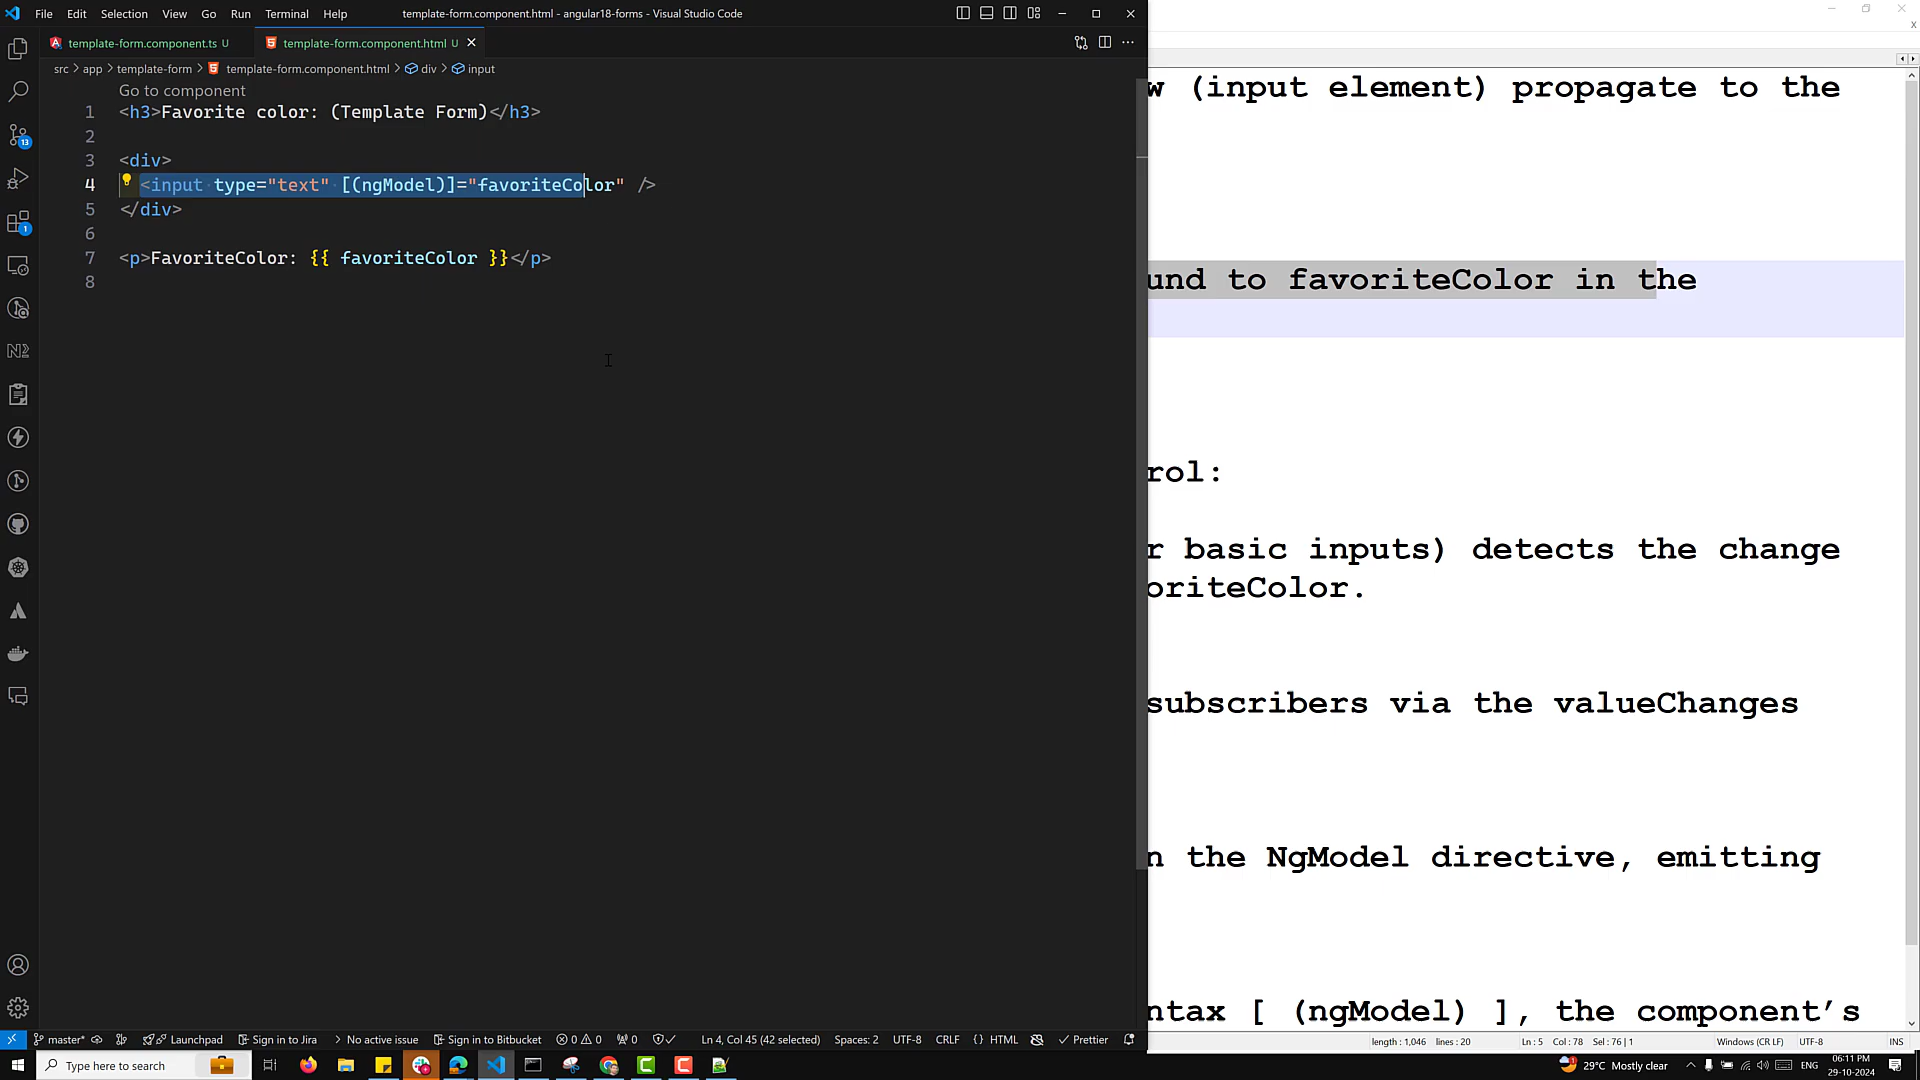 File Edit Selection View Go Run Terminal Help
template-form.component.html - angular18-forms - Visual Studio Code
template-form.component.ts U
template-form.component.html U
src > app > template-form > template-form.component.html > div > input
Go to component
1 <h3>Favorite color: (Template Form)</h3>
2
3 <div>
4 <input type="text" [(ngModel)]="favoriteColor" />
5 </div>
6
7 <p>FavoriteColor: {{ favoriteColor }}</p>
8
13
1
w (input element) propagate to the
und to favoriteColor in the
rol:
r basic inputs) detects the change
oriteColor.
subscribers via the valueChanges
n the NgModel directive, emitting
ntax [ (ngModel) ], the component’s
master* Launchpad Sign in to Jira No active issue Sign in to Bitbucket 0 0 0 Ln 4, Col 45 (42 selected) Spaces: 2 UTF-8 CRLF {} HTML Prettier
length : 1,046 lines : 20 Ln : 5 Col : 78 Sel : 76 | 1 Windows (CR LF) UTF-8 INS
Type here to search
29°C Mostly clear ENG
06:11 PM
29-10-2024